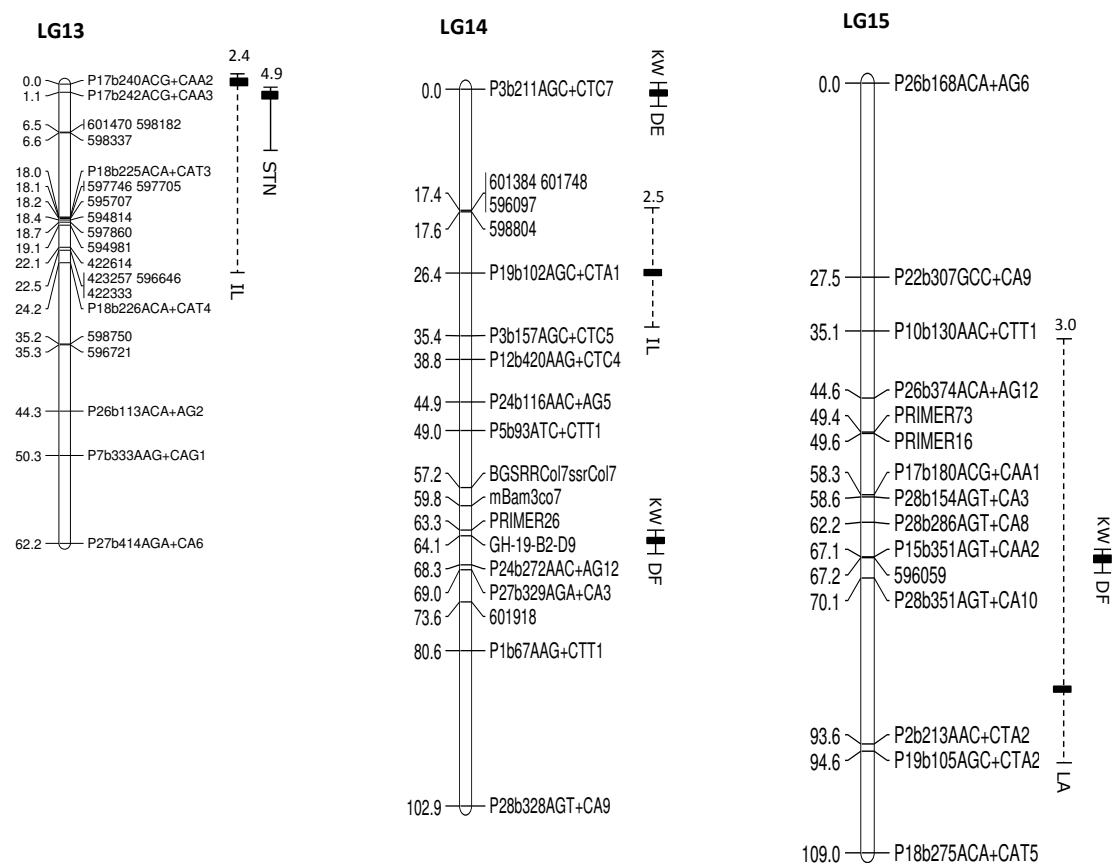 LG13
2.4
4.9
0.0 P17b240ACG+CAA2
1.1 P17b242ACG+CAA3
6.5 601470 598182
6.6 598337
18.0 P18b225ACA+CAT3
18.1 597746 597705
18.2 595707
18.4 594814
18.7 597860
19.1 594981
22.1 422614
22.5 423257 596646
422333
24.2 P18b226ACA+CAT4
35.2 598750
35.3 596721
44.3 P26b113ACA+AG2
50.3 P7b333AAG+CAG1
62.2 P27b414AGA+CA6
IL
STN
LG14
0.0 P3b211AGC+CTC7
17.4 601384 601748
596097
17.6 598804
26.4 P19b102AGC+CTA1
35.4 P3b157AGC+CTC5
38.8 P12b420AAG+CTC4
44.9 P24b116AAC+AG5
49.0 P5b93ATC+CTT1
57.2 BGSRRCol7ssrCol7
59.8 mBam3co7
63.3 PRIMER26
64.1 GH-19-B2-D9
68.3 P24b272AAC+AG12
69.0 P27b329AGA+CA3
73.6 601918
80.6 P1b67AAG+CTT1
102.9 P28b328AGT+CA9
KW
DE
2.5
IL
KW
DF
LG15
0.0 P26b168ACA+AG6
27.5 P22b307GCC+CA9
35.1 P10b130AAC+CTT1
44.6 P26b374ACA+AG12
49.4 PRIMER73
49.6 PRIMER16
58.3 P17b180ACG+CAA1
58.6 P28b154AGT+CA3
62.2 P28b286AGT+CA8
67.1 P15b351AGT+CAA2
67.2 596059
70.1 P28b351AGT+CA10
93.6 P2b213AAC+CTA2
94.6 P19b105AGC+CTA2
109.0 P18b275ACA+CAT5
3.0
LA
KW
DF